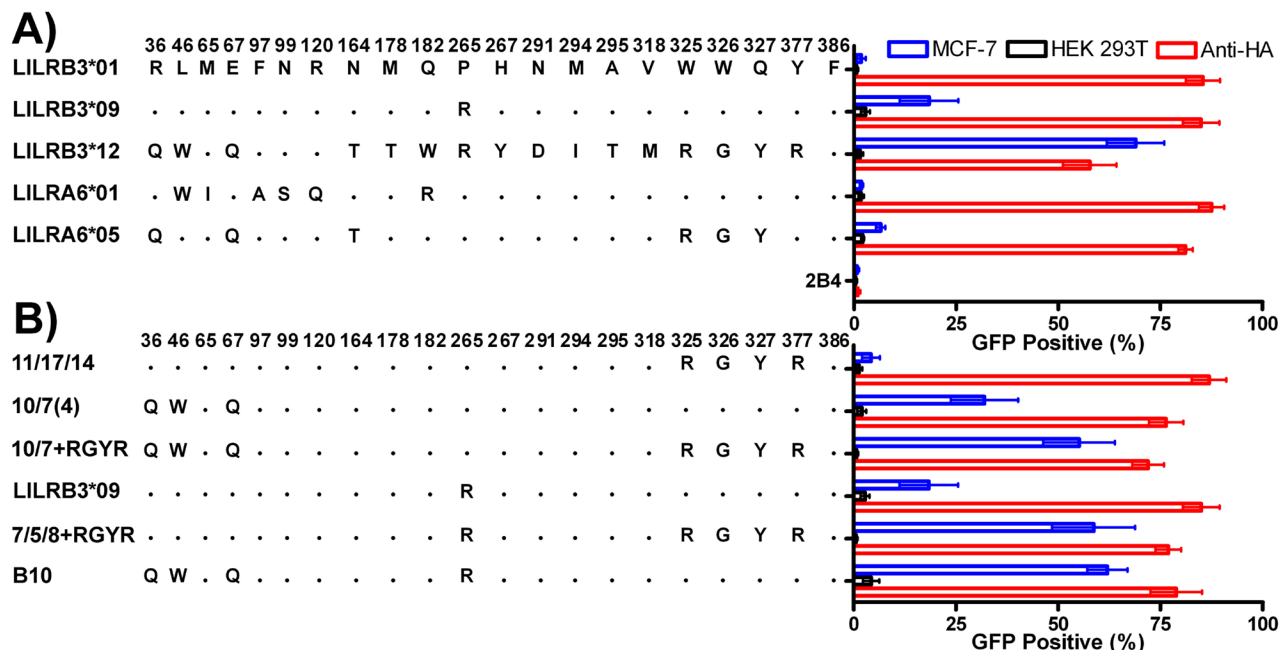 A)
36 46 65 67 97 99 120 164 178 182 265 267 291 294 295 318 325 326 327 377 386
MCF-7 HEK 293T Anti-HA
LILRB3*01 R L M E F N R N M Q P H N M A V W W Q Y F
LILRB3*09 . . . . . . . . . . R . . . . . . . . . .
LILRB3*12 Q W . Q . . . T T W R Y D I T M R G Y R .
LILRA6*01 . W I . A S Q . . R . . . . . . . . . . .
LILRA6*05 Q . . Q . . . T . . . . . . . . R G Y . .
2B4
0 25 50 75 100
GFP Positive (%)
B)
36 46 65 67 97 99 120 164 178 182 265 267 291 294 295 318 325 326 327 377 386
11/17/14 . . . . . . . . . . . . . . . . R G Y R .
10/7(4) Q W . Q . . . . . . . . . . . . . . . . .
10/7+RGYR Q W . Q . . . . . . . . . . . . R G Y R .
LILRB3*09 . . . . . . . . . . R . . . . . . . . . .
7/5/8+RGYR . . . . . . . . . . R . . . . . R G Y R .
B10 Q W . Q . . . . . . R . . . . . . . . . .
0 25 50 75 100
GFP Positive (%)